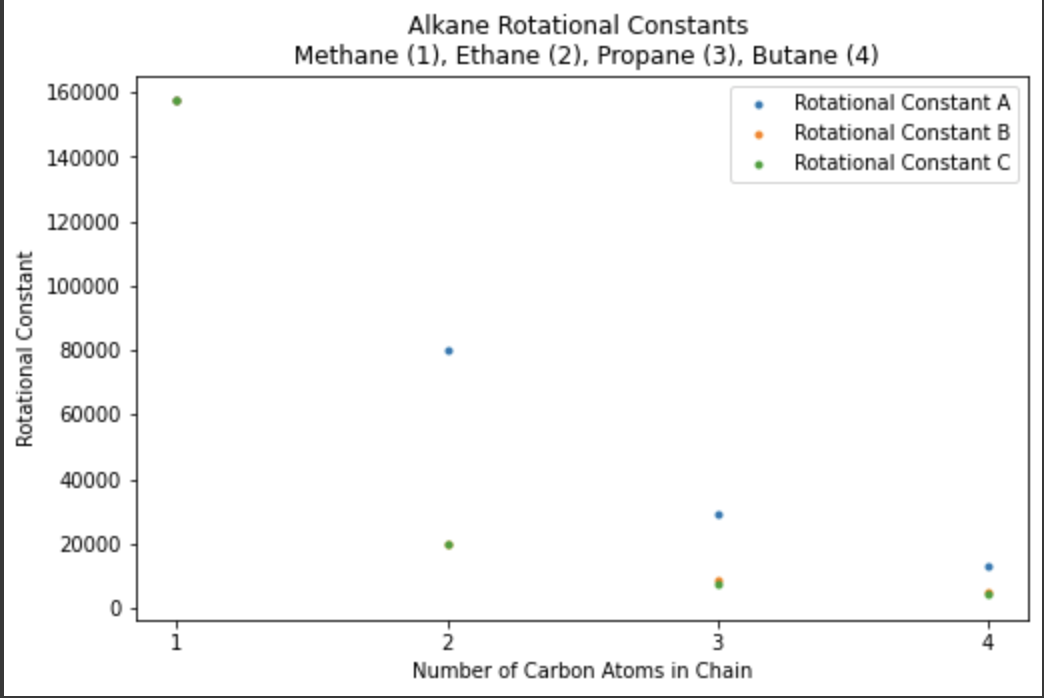 Alkane Rotational Constants
Methane (1), Ethane (2), Propane (3), Butane (4)
160000
140000
120000
100000
80000
60000
40000
20000
0
Rotational Constant
Rotational Constant A
Rotational Constant B
Rotational Constant C
1 2 3 4
Number of Carbon Atoms in Chain